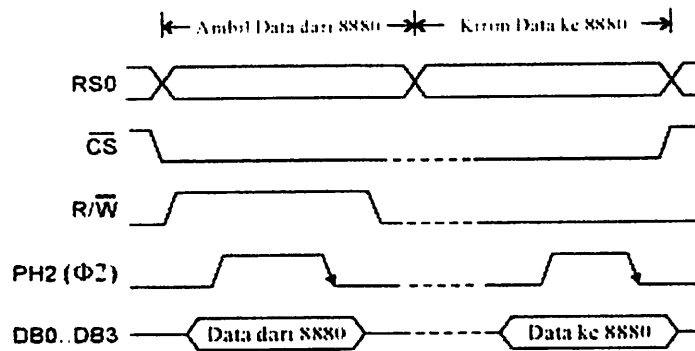 Ambil Data dari 8880 Kirim Data ke 8880
RS0
C̅S̅
R/W̅
PH2 (Φ2)
DB0..DB3 Data dari 8880 Data ke 8880